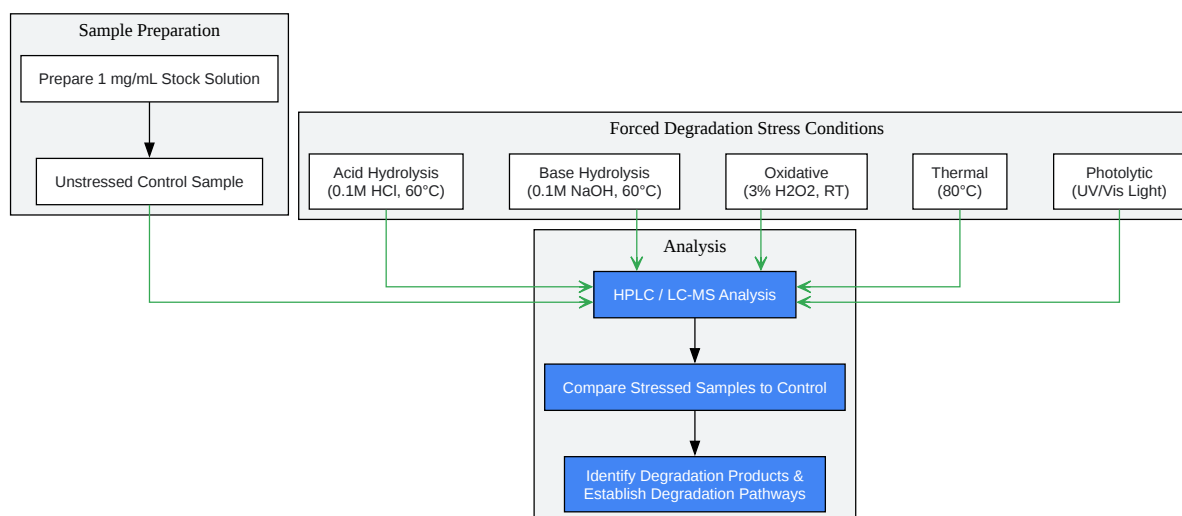 Sample Preparation
Prepare 1 mg/mL Stock Solution
Unstressed Control Sample
Forced Degradation Stress Conditions
Acid Hydrolysis
(0.1M HCl, 60°C)
Base Hydrolysis
(0.1M NaOH, 60°C)
Oxidative
(3% H2O2, RT)
Thermal
(80°C)
Photolytic
(UV/Vis Light)
Analysis
HPLC / LC-MS Analysis
Compare Stressed Samples to Control
Identify Degradation Products &
Establish Degradation Pathways